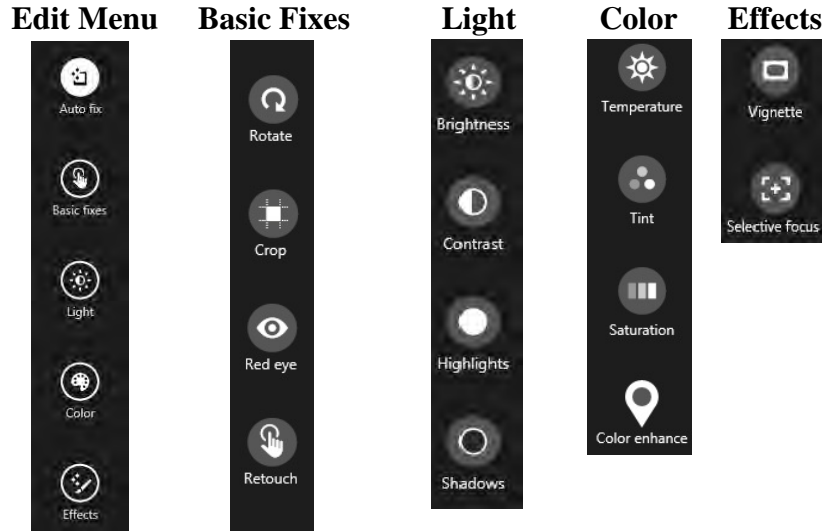 Edit Menu
Auto fix
Basic fixes
Light
Color
Effects
Basic Fixes
Rotate
Crop
Red eye
Retouch
Light
Brightness
Contrast
Highlights
Shadows
Color
Temperature
Tint
Saturation
Color enhance
Effects
Vignette
Selective focus